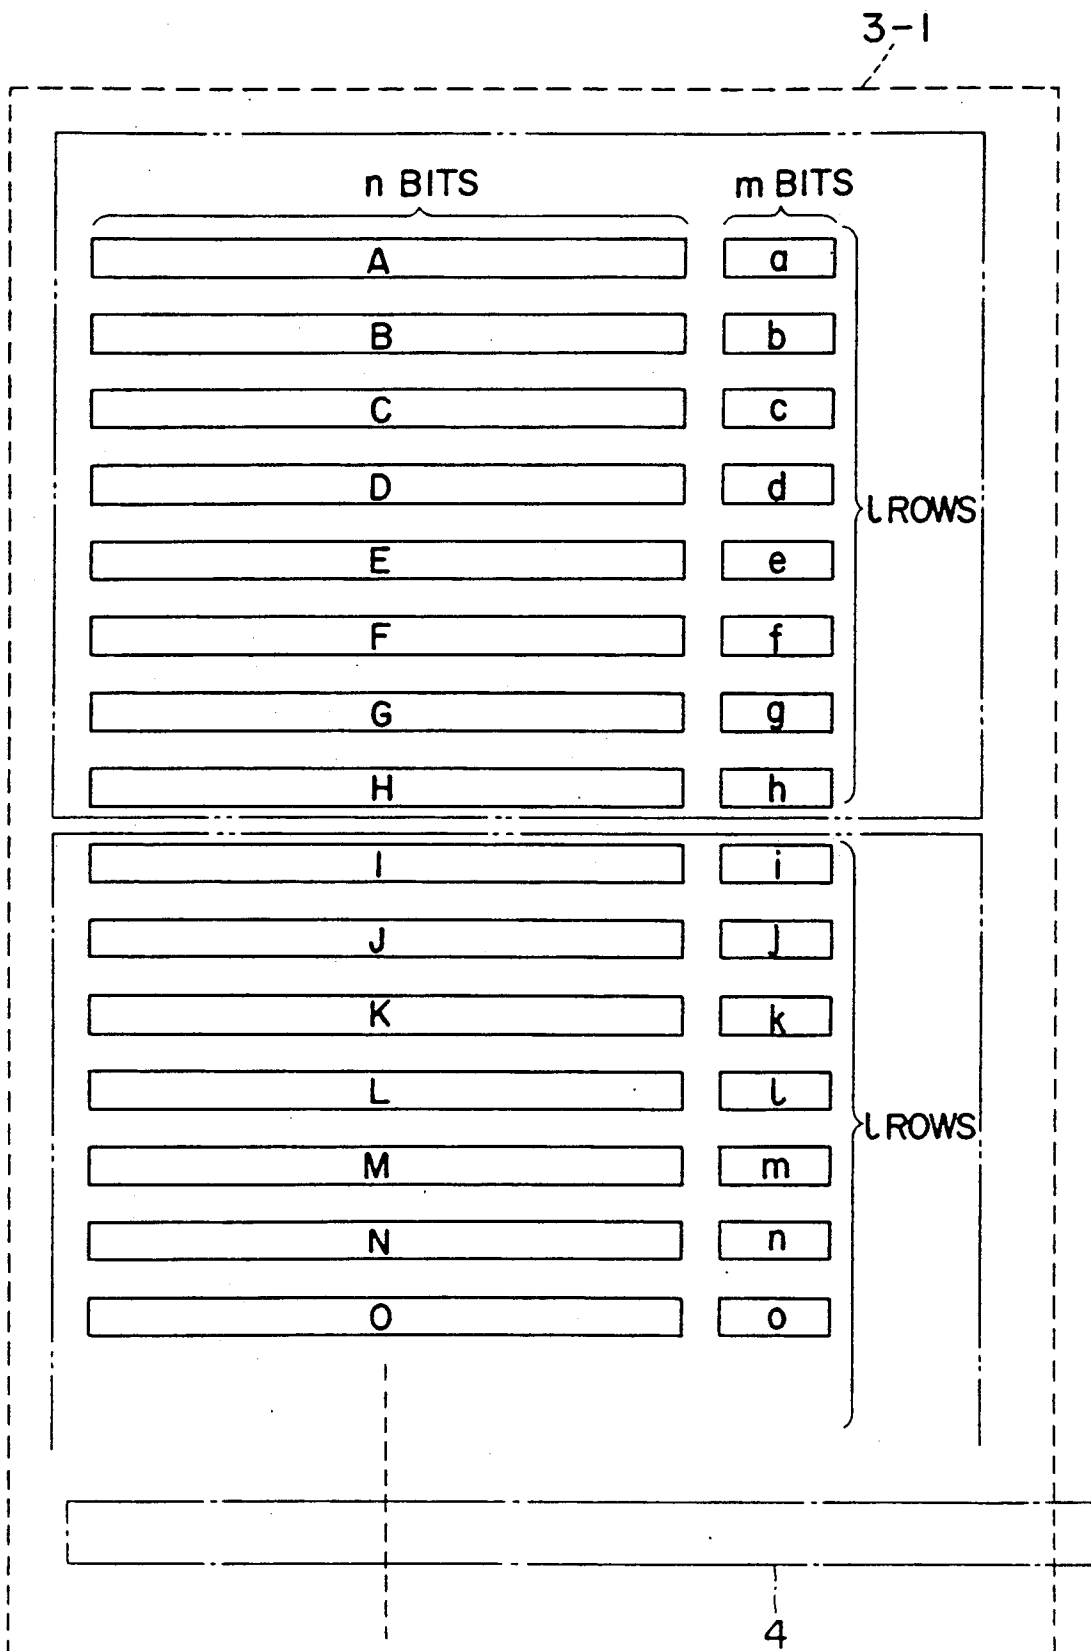 3-1
n BITS m BITS
A a
B b
C c
D d
E e
F f
G g
H h
l ROWS
I i
J j
K k
L l
M m
N n
O o
l ROWS
4